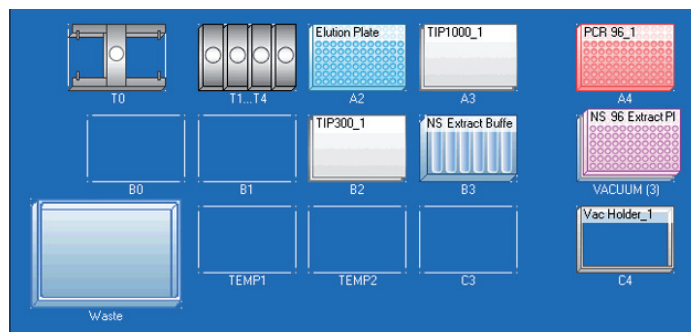 Elution Plate
TIP1000_1
PCR 96_1
T0
T1...T4
A2
A3
A4
TIP300_1
NS Extract Buffe
NS 96 Extract Pl
B0
B1
B2
B3
VACUUM (3)
Vac Holder_1
TEMP1
TEMP2
C3
C4
Waste